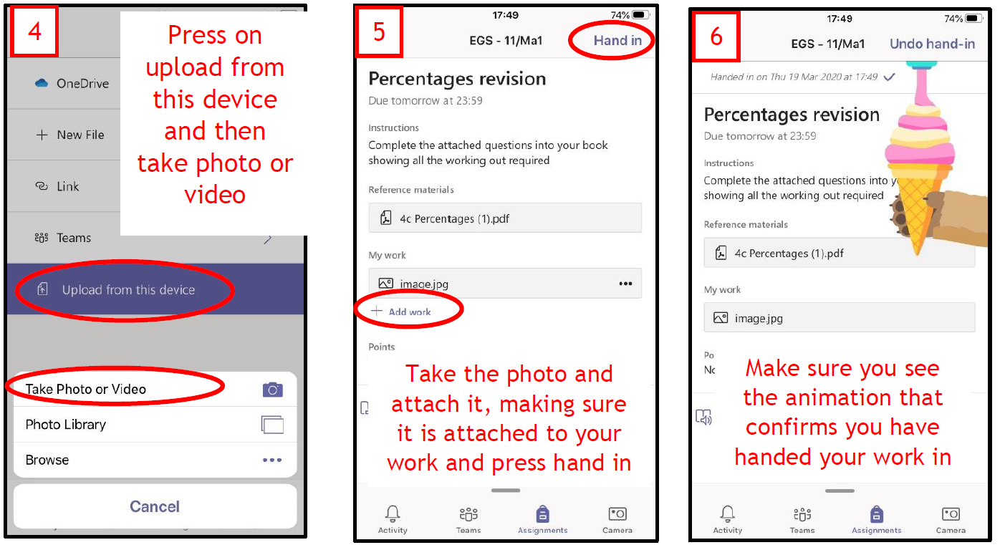 4
Press on
upload from
this device
and then
take photo or
video
OneDrive
New File
Link
Teams
Upload from this device
Take Photo or Video
Photo Library
Browse
Cancel
5
17:49
74%
EGS - 11/Ma1
Hand in
Percentages revision
Due tomorrow at 23:59
Instructions
Complete the attached questions into your book
showing all the working out required
Reference materials
4c Percentages (1).pdf
My work
image.jpg
Add work
Points
Take the photo and
attach it, making sure
it is attached to your
work and press hand in
Activity
Teams
Assignments
Camera
6
17:49
74%
EGS - 11/Ma1
Undo hand-in
Handed in on Thu 19 Mar 2020 at 17:49
Percentages revision
Due tomorrow at 23:59
Instructions
Complete the attached questions into
showing all the working out required
Reference materials
4c Percentages (1).pdf
My work
image.jpg
Make sure you see
the animation that
confirms you have
handed your work in
Activity
Teams
Assignments
Camera